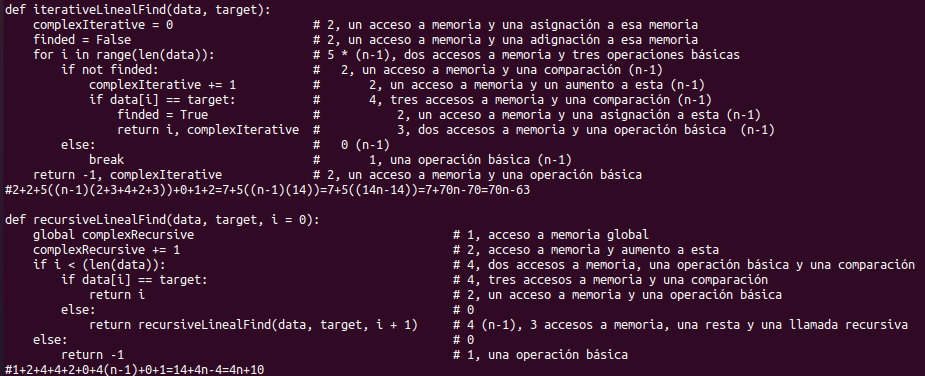 def iterativeLinealFind(data, target):
    complexIterative = 0                    # 2, un acceso a memoria y una asignación a esa memoria
    finded = False                          # 2, un acceso a memoria y una adignación a esa memoria
    for i in range(len(data)):              # 5 * (n-1), dos accesos a memoria y tres operaciones básicas
        if not finded:                      #   2, un acceso a memoria y una comparación (n-1)
            complexIterative += 1           #       2, un acceso a memoria y un aumento a esta (n-1)
            if data[i] == target:           #       4, tres accesos a memoria y una comparación (n-1)
                finded = True               #           2, un acceso a memoria y una asignación a esta (n-1)
                return i, complexIterative  #           3, dos accesos a memoria y una operación básica  (n-1)
        else:                               #   0 (n-1)
            break                           #       1, una operación básica (n-1)
    return -1, complexIterative             # 2, un acceso a memoria y una operación básica
#2+2+5((n-1)(2+3+4+2+3))+0+1+2=7+5((n-1)(14))=7+5((14n-14))=7+70n-70=70n-63
def recursiveLinealFind(data, target, i = 0):
    global complexRecursive                                 # 1, acceso a memoria global
    complexRecursive += 1                                   # 2, acceso a memoria y aumento a esta
    if i < (len(data)):                                     # 4, dos accesos a memoria, una operación básica y una comparación
        if data[i] == target:                               # 4, tres accesos a memoria y una comparación
            return i                                        # 2, un acceso a memoria y una operación básica
        else:                                               # 0
            return recursiveLinealFind(data, target, i + 1) # 4 (n-1), 3 accesos a memoria, una resta y una llamada recursiva
    else:                                                   # 0
        return -1                                           # 1, una operación básica
#1+2+4+4+2+0+4(n-1)+0+1=14+4n-4=4n+10